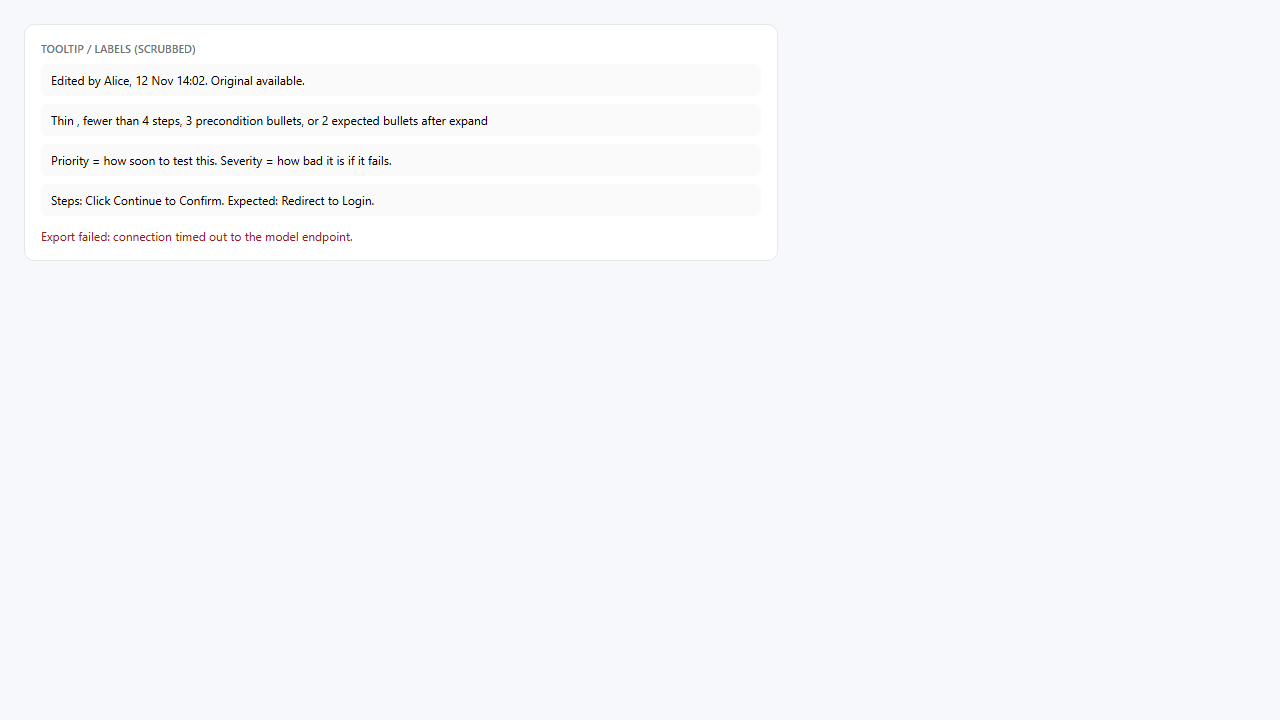 TOOLTIP / LABELS (SCRUBBED)
Edited by Alice, 12 Nov 14:02. Original available.
Thin , fewer than 4 steps, 3 precondition bullets, or 2 expected bullets after expand
Priority = how soon to test this. Severity = how bad it is if it fails.
Steps: Click Continue to Confirm. Expected: Redirect to Login.
Export failed: connection timed out to the model endpoint.